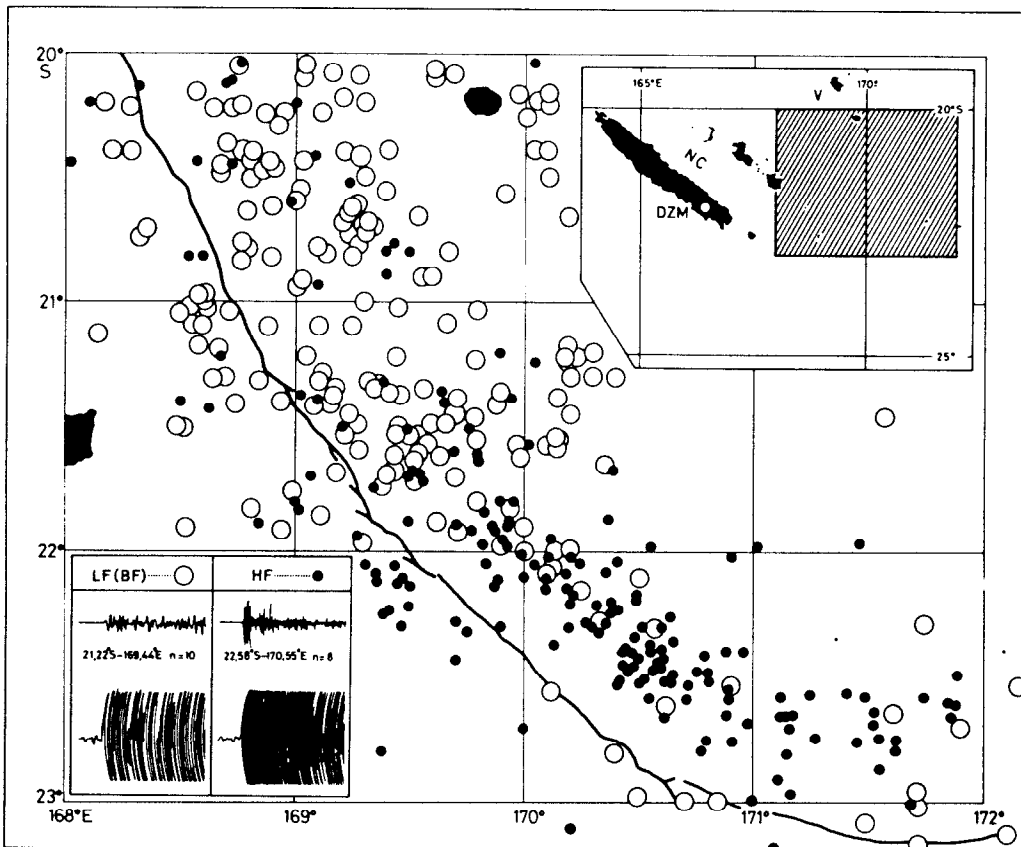 20°
S
165°E
170°
V
20°S
NC
DZM
21°
25°
22°
LF(BF)
HF
21,22°S-169,44°E n=10
22,58°S-170,55°E n=8
23°
168°E
169°
170°
171°
172°